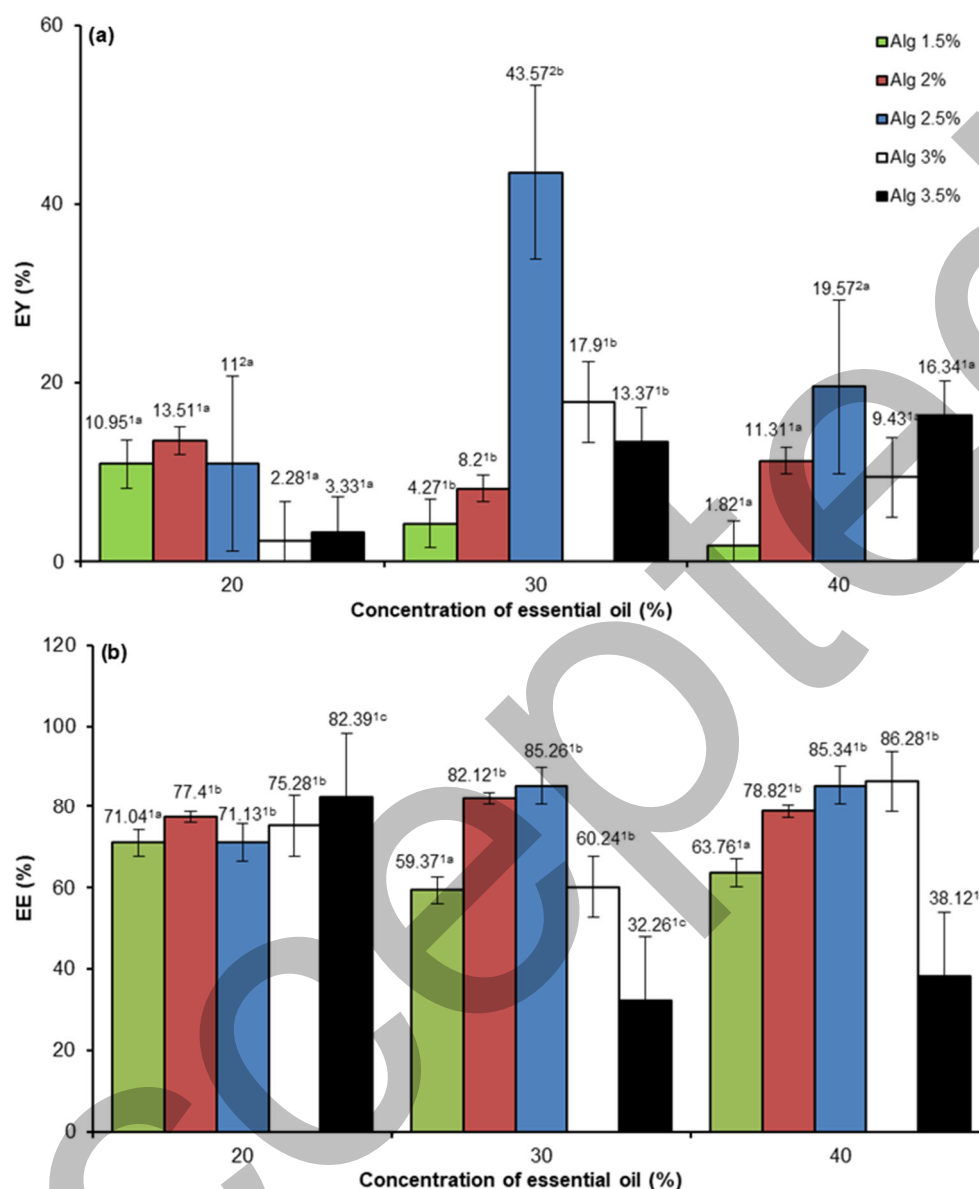 60
(a)
43.57²ᵇ
Alg 1.5%
Alg 2%
Alg 2.5%
Alg 3%
Alg 3.5%
40
EY (%)
20
10.95¹ᵃ
13.51¹ᵃ
11²ᵃ
2.28¹ᵃ
3.33¹ᵃ
4.27¹ᵇ
8.2¹ᵇ
17.9¹ᵇ
13.37¹ᵇ
1.82¹ᵃ
11.31¹ᵃ
19.57²ᵃ
9.43¹ᵃ
16.34¹ᵃ
0
20 30 40
Concentration of essential oil (%)
120
(b)
100
80
60
40
20
0
EE (%)
71.04¹ᵃ
77.4¹ᵇ
71.13¹ᵇ
75.28¹ᵇ
82.39¹ᶜ
59.37¹ᵃ
82.12¹ᵇ
85.26¹ᵇ
60.24¹ᵇ
32.26¹ᶜ
63.76¹ᵃ
78.82¹ᵇ
85.34¹ᵇ
86.28¹ᵇ
38.12¹
20 30 40
Concentration of essential oil (%)